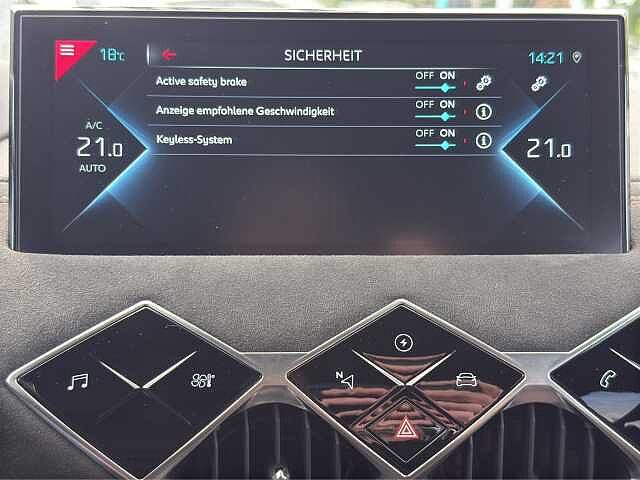 18°C
SICHERHEIT
14:21
Active safety brake
OFF ON
Anzeige empfohlene Geschwindigkeit
OFF ON
Keyless-System
OFF ON
A/C
21.0
AUTO
21.0
N